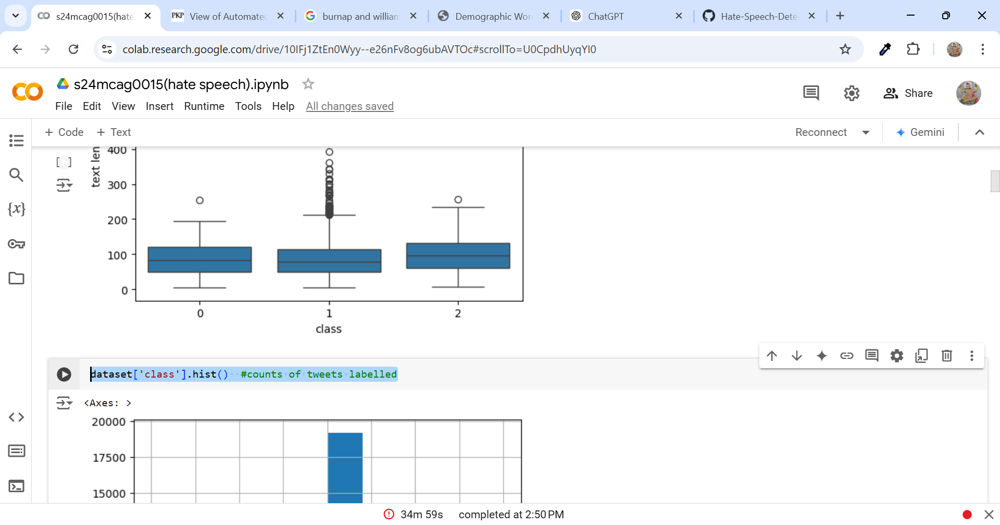 s24mcag0015(hate
View of Automate
burnap and william
Demographic Wor
ChatGPT
Hate-Speech-Dete
colab.research.google.com/drive/10IFj1ZtEn0Wyy--e26nFv8og6ubAVTOc#scrollTo=U0CpdhUyqYI0
s24mcag0015(hate speech).ipynb
File Edit View Insert Runtime Tools Help All changes saved
Share
+ Code + Text
Reconnect
Gemini
[ ]
text len
400
300
200
100
0
0 1 2
class
dataset['class'].hist()  #counts of tweets labelled
<Axes: >
20000
17500
15000
34m 59s completed at 2:50 PM